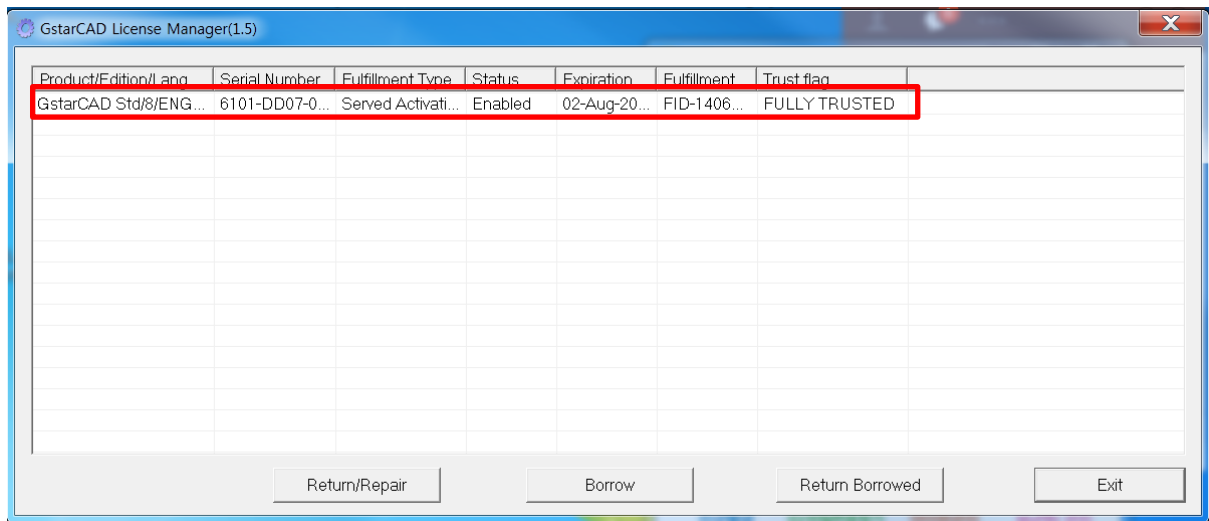 GstarCAD License Manager(1.5)
Product/Edition/Lang Serial Number Fulfillment Type Status Expiration Fulfillment Trust flag
GstarCAD Std/8/ENG... 6101-DD07-0... Served Activati... Enabled 02-Aug-20... FID-1406... FULLY TRUSTED
Return/Repair Borrow Return Borrowed Exit